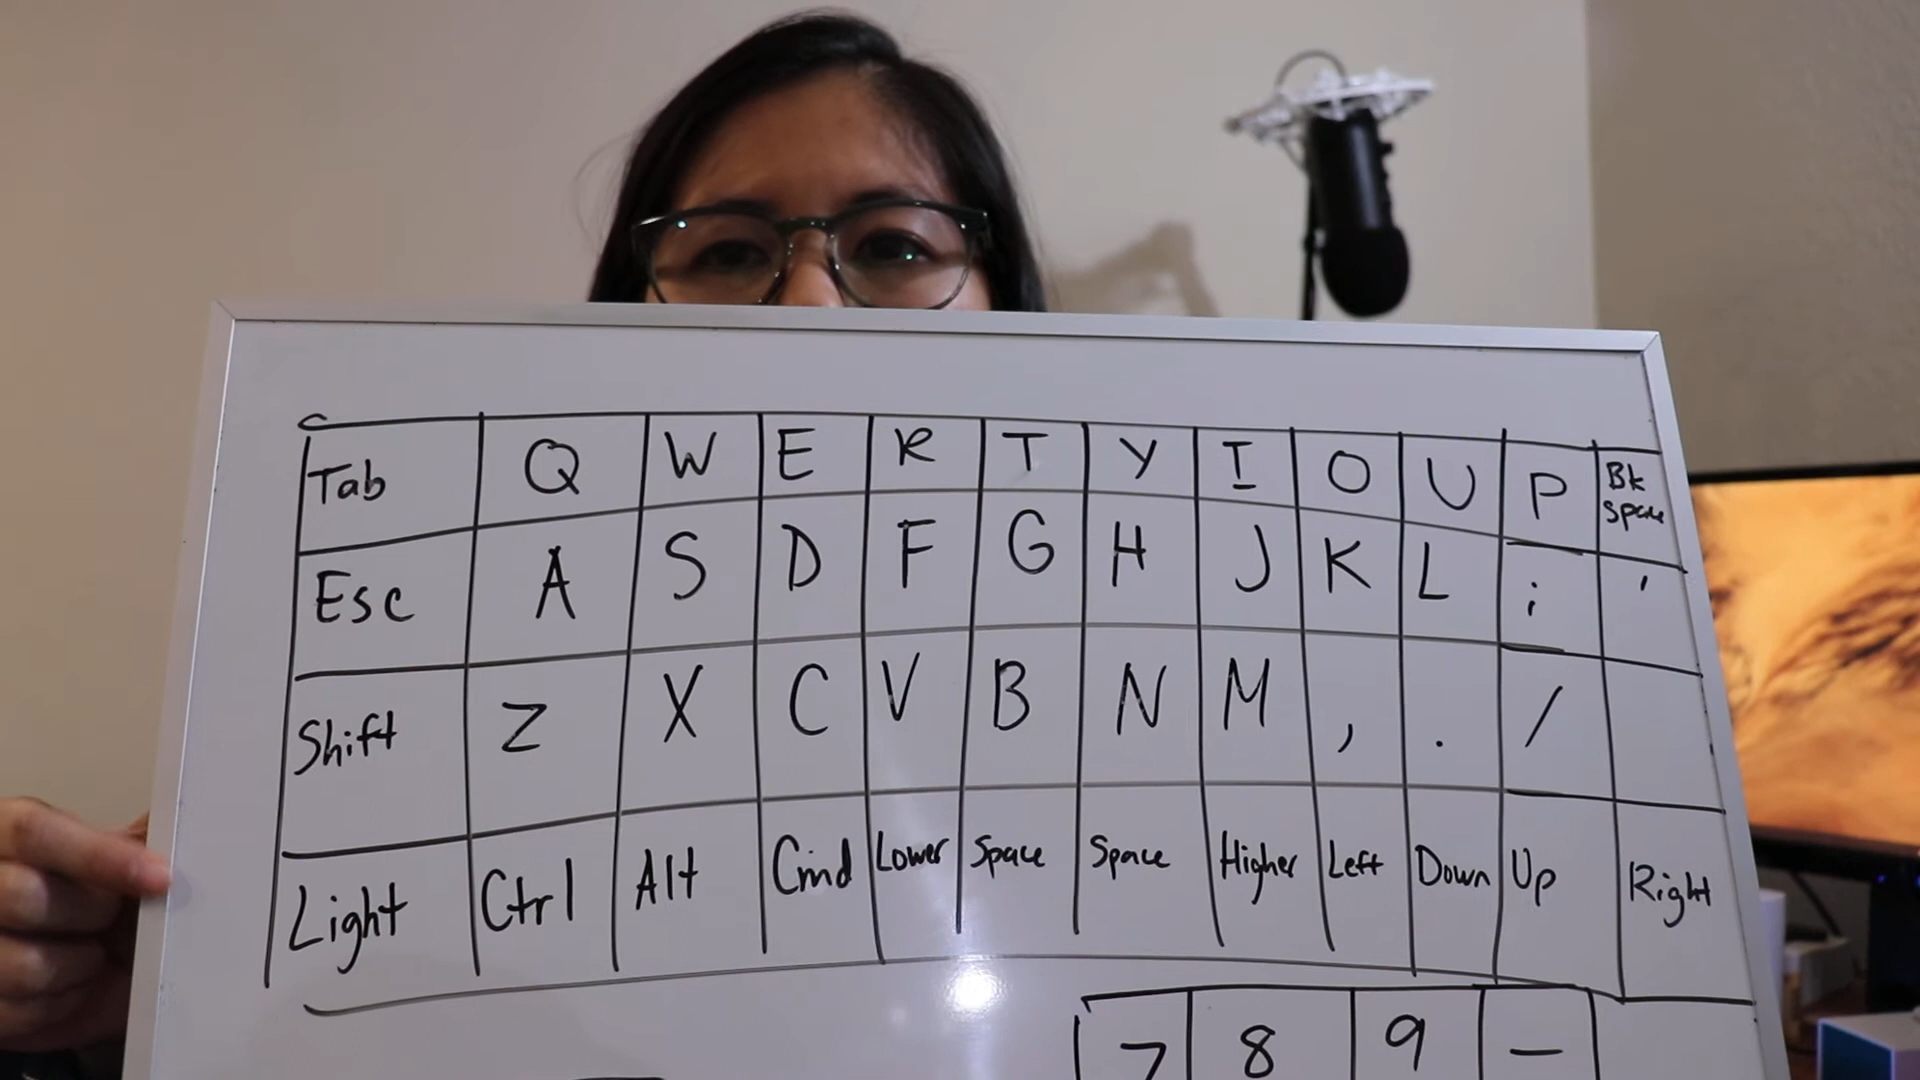 Tab Q W E R T Y I O U P Bk Space
Esc A S D F G H J K L ; '
Shift Z X C V B N M , . /
Light Ctrl Alt Cmd Lower Space Space Higher Left Down Up Right
7 8 9 -